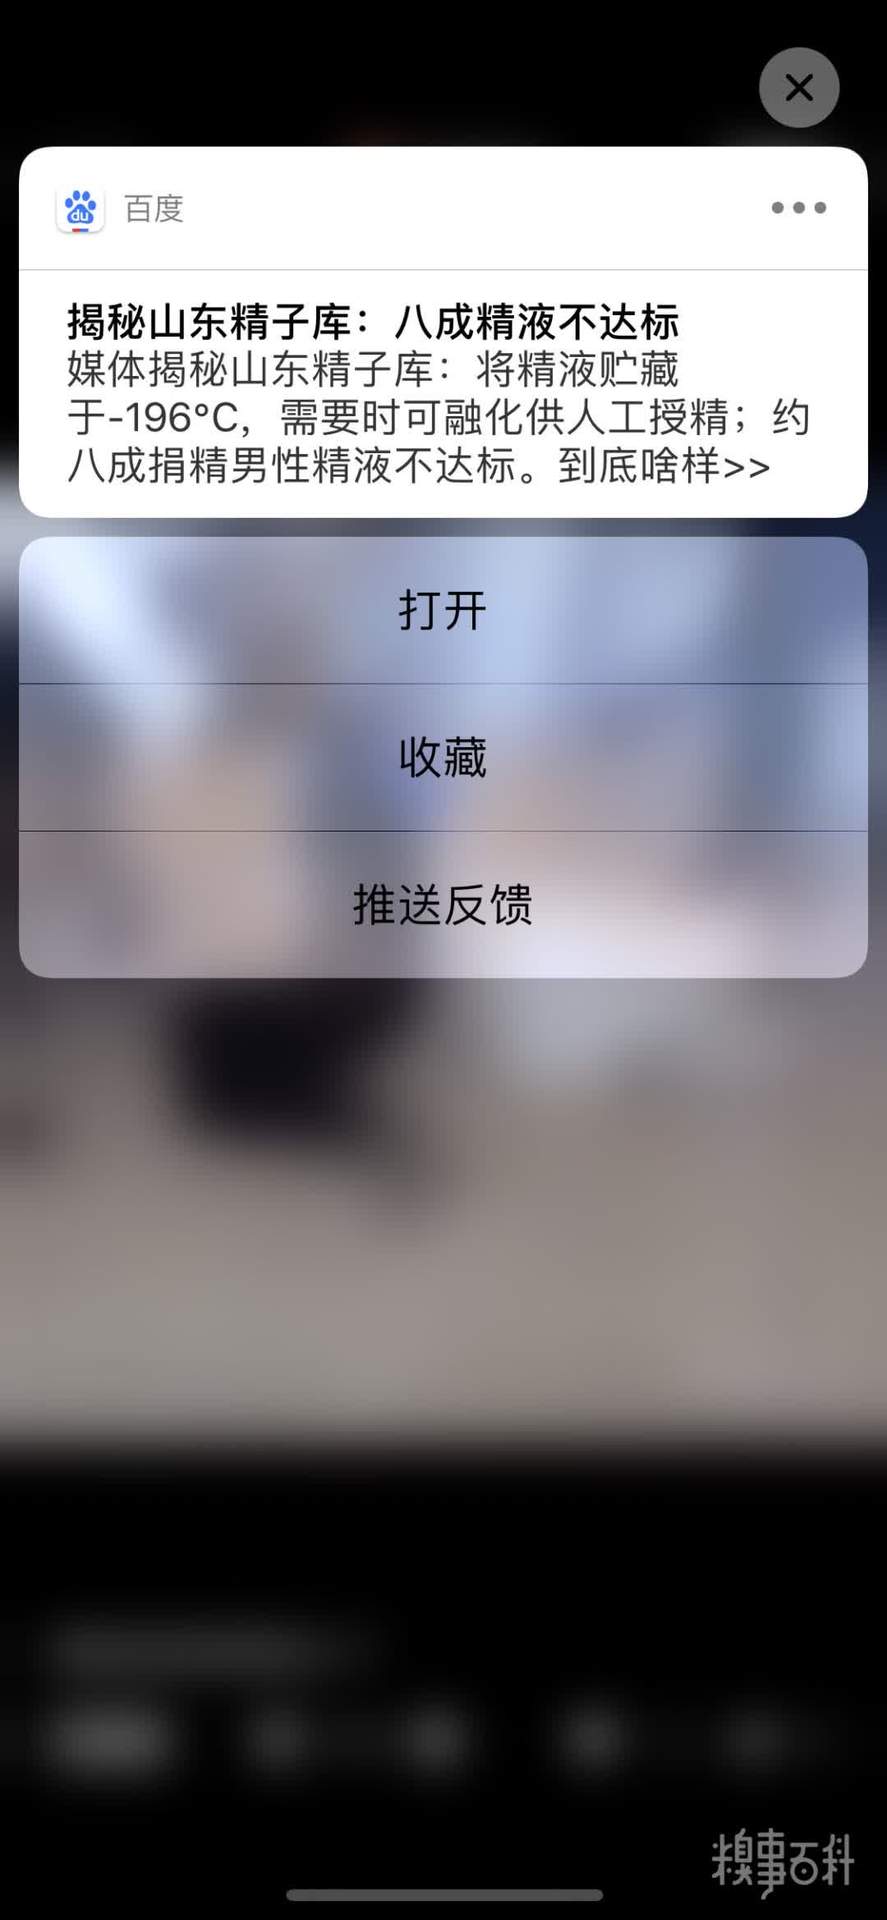 百度
揭秘山东精子库：八成精液不达标
媒体揭秘山东精子库：将精液贮藏
于-196°C，需要时可融化供人工授精；约
八成捐精男性精液不达标。到底啥样>>
打开
收藏
推送反馈
糗事百科